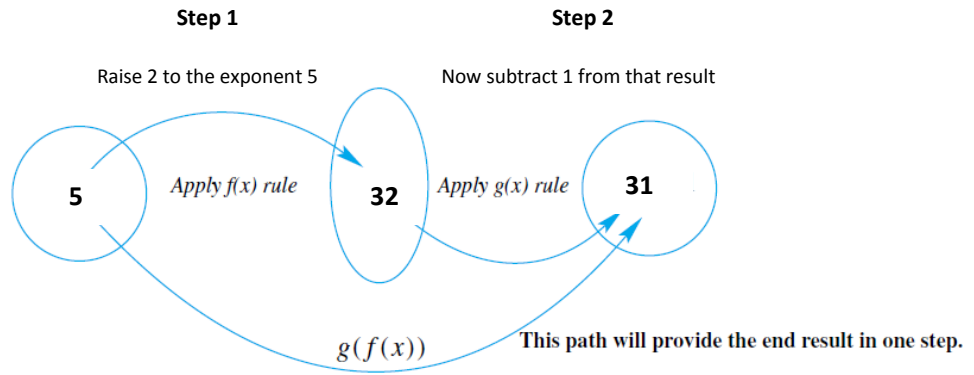 Step 1
Step 2
Raise 2 to the exponent 5
Now subtract 1 from that result
5
Apply f(x) rule
32
Apply g(x) rule
31
g(f(x))
This path will provide the end result in one step.